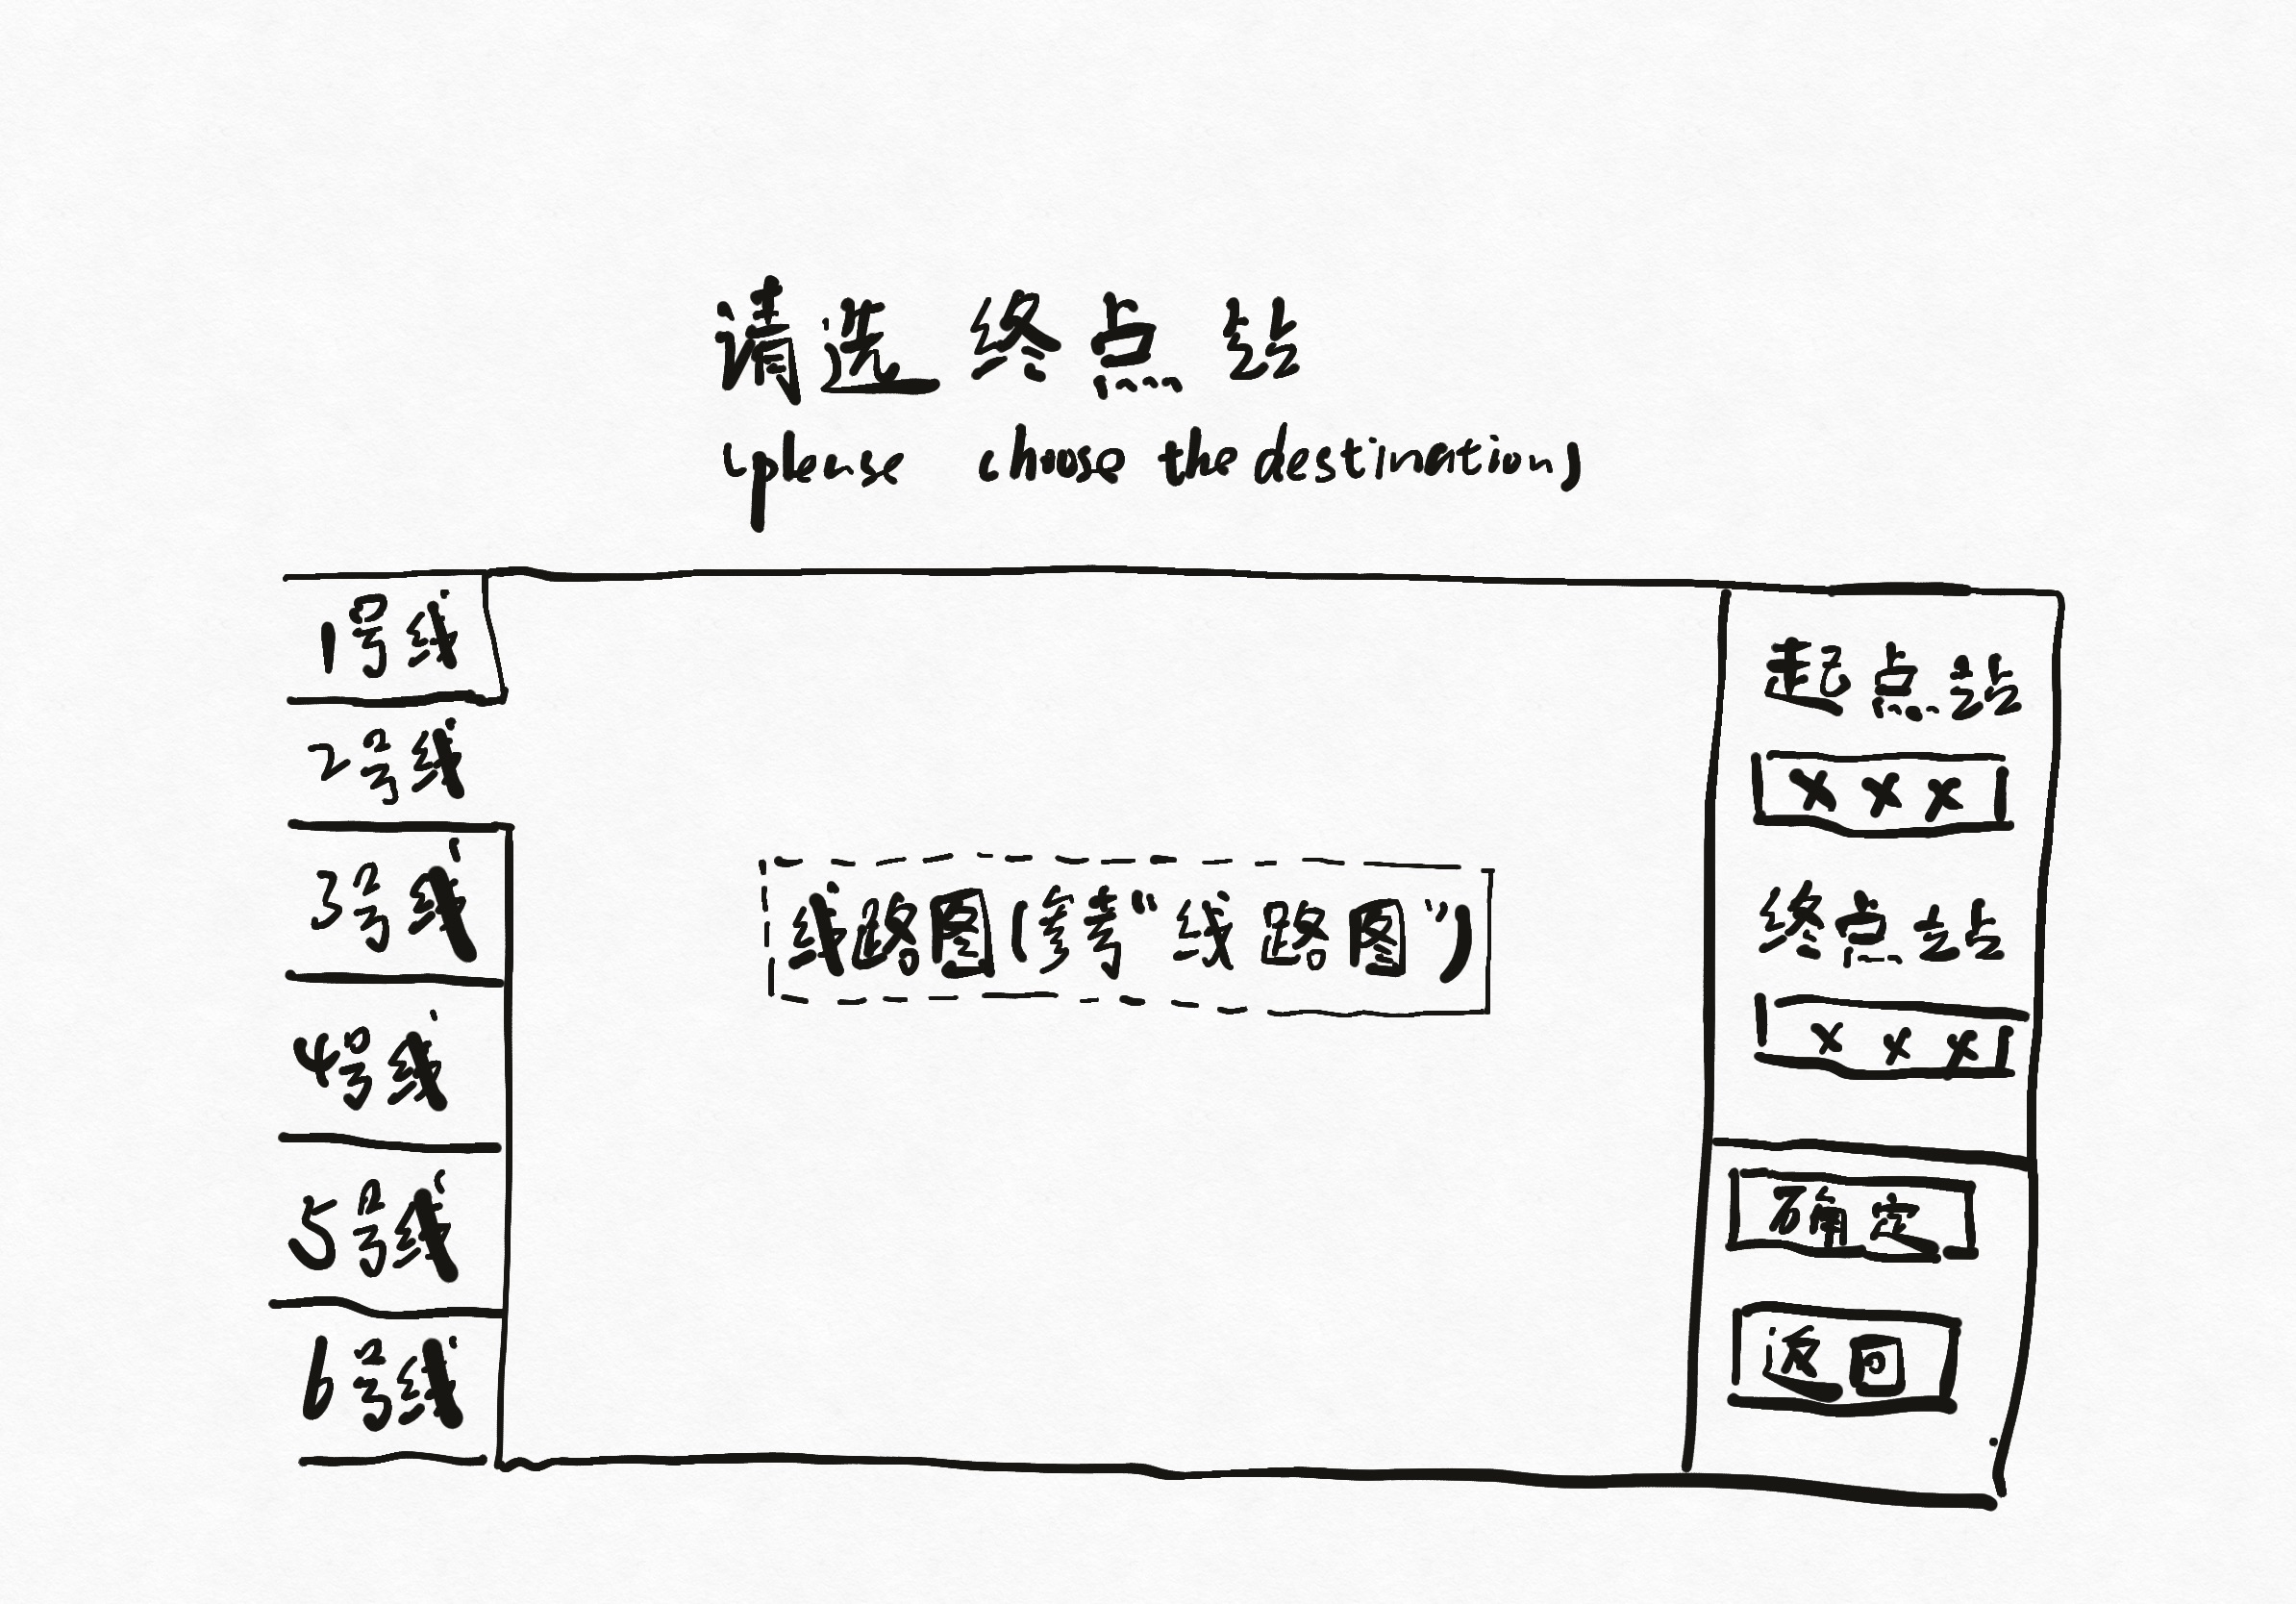 请选终点站
(please choose the destination)
1号线
2号线
3号线
4号线
5号线
6号线
线路图(参考“线路图”)
起点站
×××
终点站
×××
确定
返回